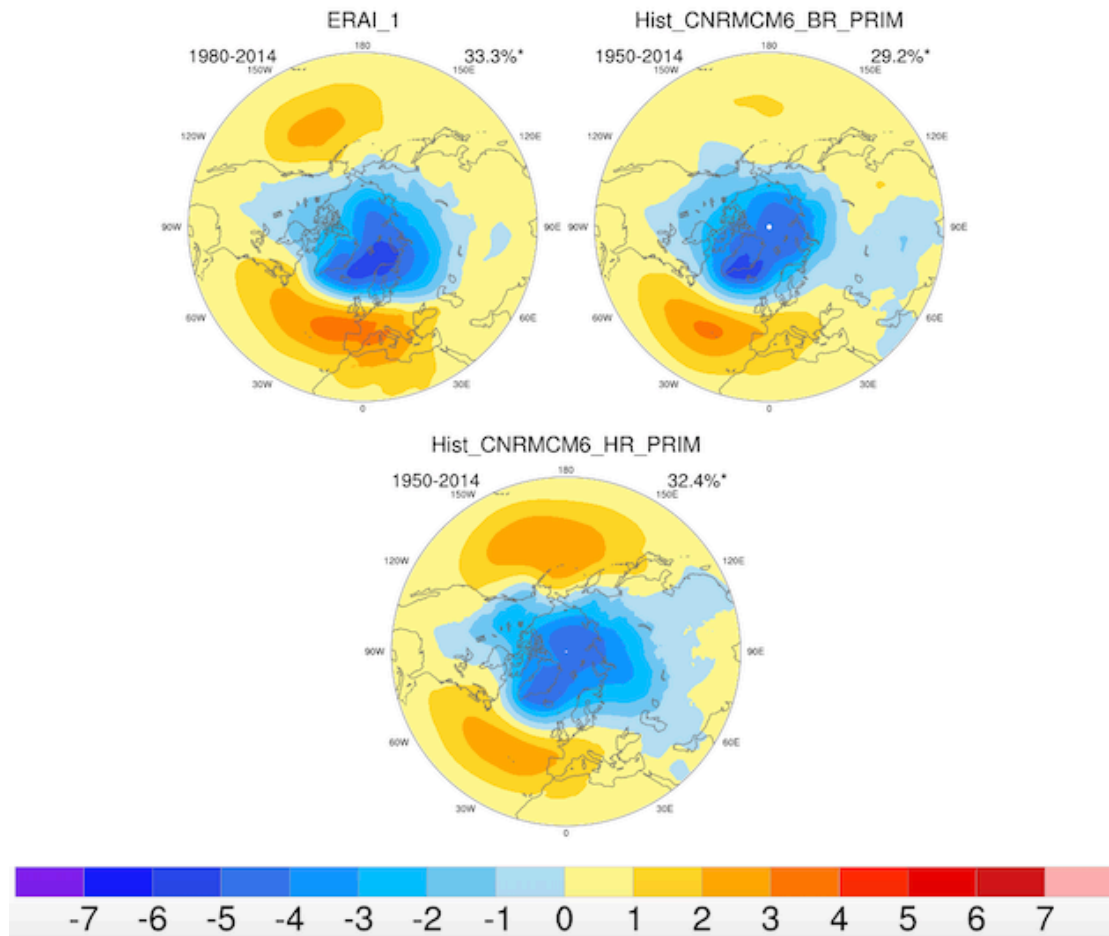 ERAI_1
1980-2014
33.3%*
180
150W
150E
120W
120E
90W
90E
60W
60E
30W
30E
0
Hist_CNRMCM6_BR_PRIM
1950-2014
29.2%*
180
150W
150E
120W
120E
90W
90E
60W
60E
30W
30E
0
Hist_CNRMCM6_HR_PRIM
1950-2014
32.4%*
180
150W
150E
120W
120E
90W
90E
60W
60E
30W
30E
0
-7 -6 -5 -4 -3 -2 -1 0 1 2 3 4 5 6 7